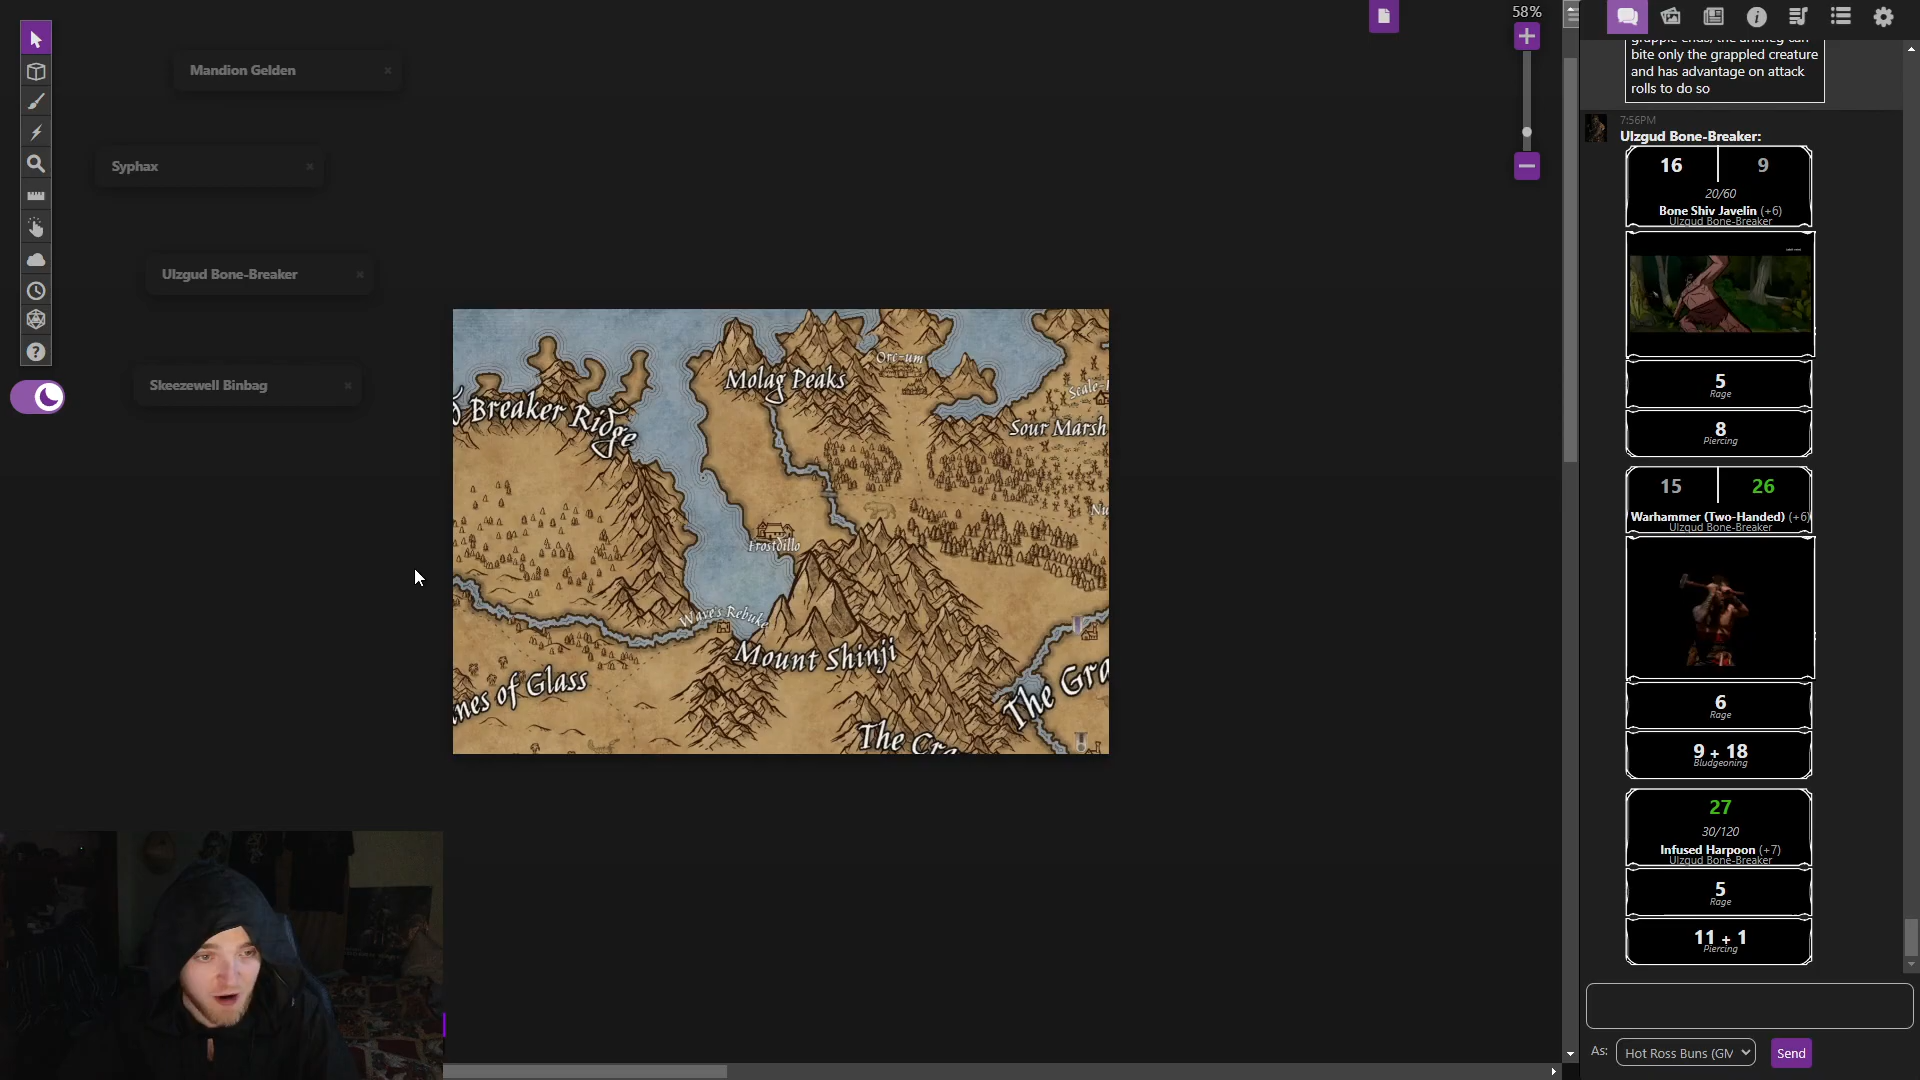 58%
Mandion Gelden
Syphax
Ulzgud Bone-Breaker
Skeezewell Binbag
Orc-um
Molag Peaks
Breaker Ridge
Sour Marsh
Frostdillo
Wave's Rebuke
Mount Shinji
nes of Glass
The Gra
The Cra
bite only the grappled creature
and has advantage on attack
rolls to do so
7:56PM
Ulzgud Bone-Breaker:
16 9
20/60
Bone Shiv Javelin (+6)
Ulzgud Bone-Breaker
5
Rage
8
Piercing
15 26
Warhammer (Two-Handed) (+6)
Ulzgud Bone-Breaker
6
Rage
9 + 18
Bludgeoning
27
30/120
Infused Harpoon (+7)
Ulzgud Bone-Breaker
5
Rage
11 + 1
Piercing
As: Hot Ross Buns (GM Send